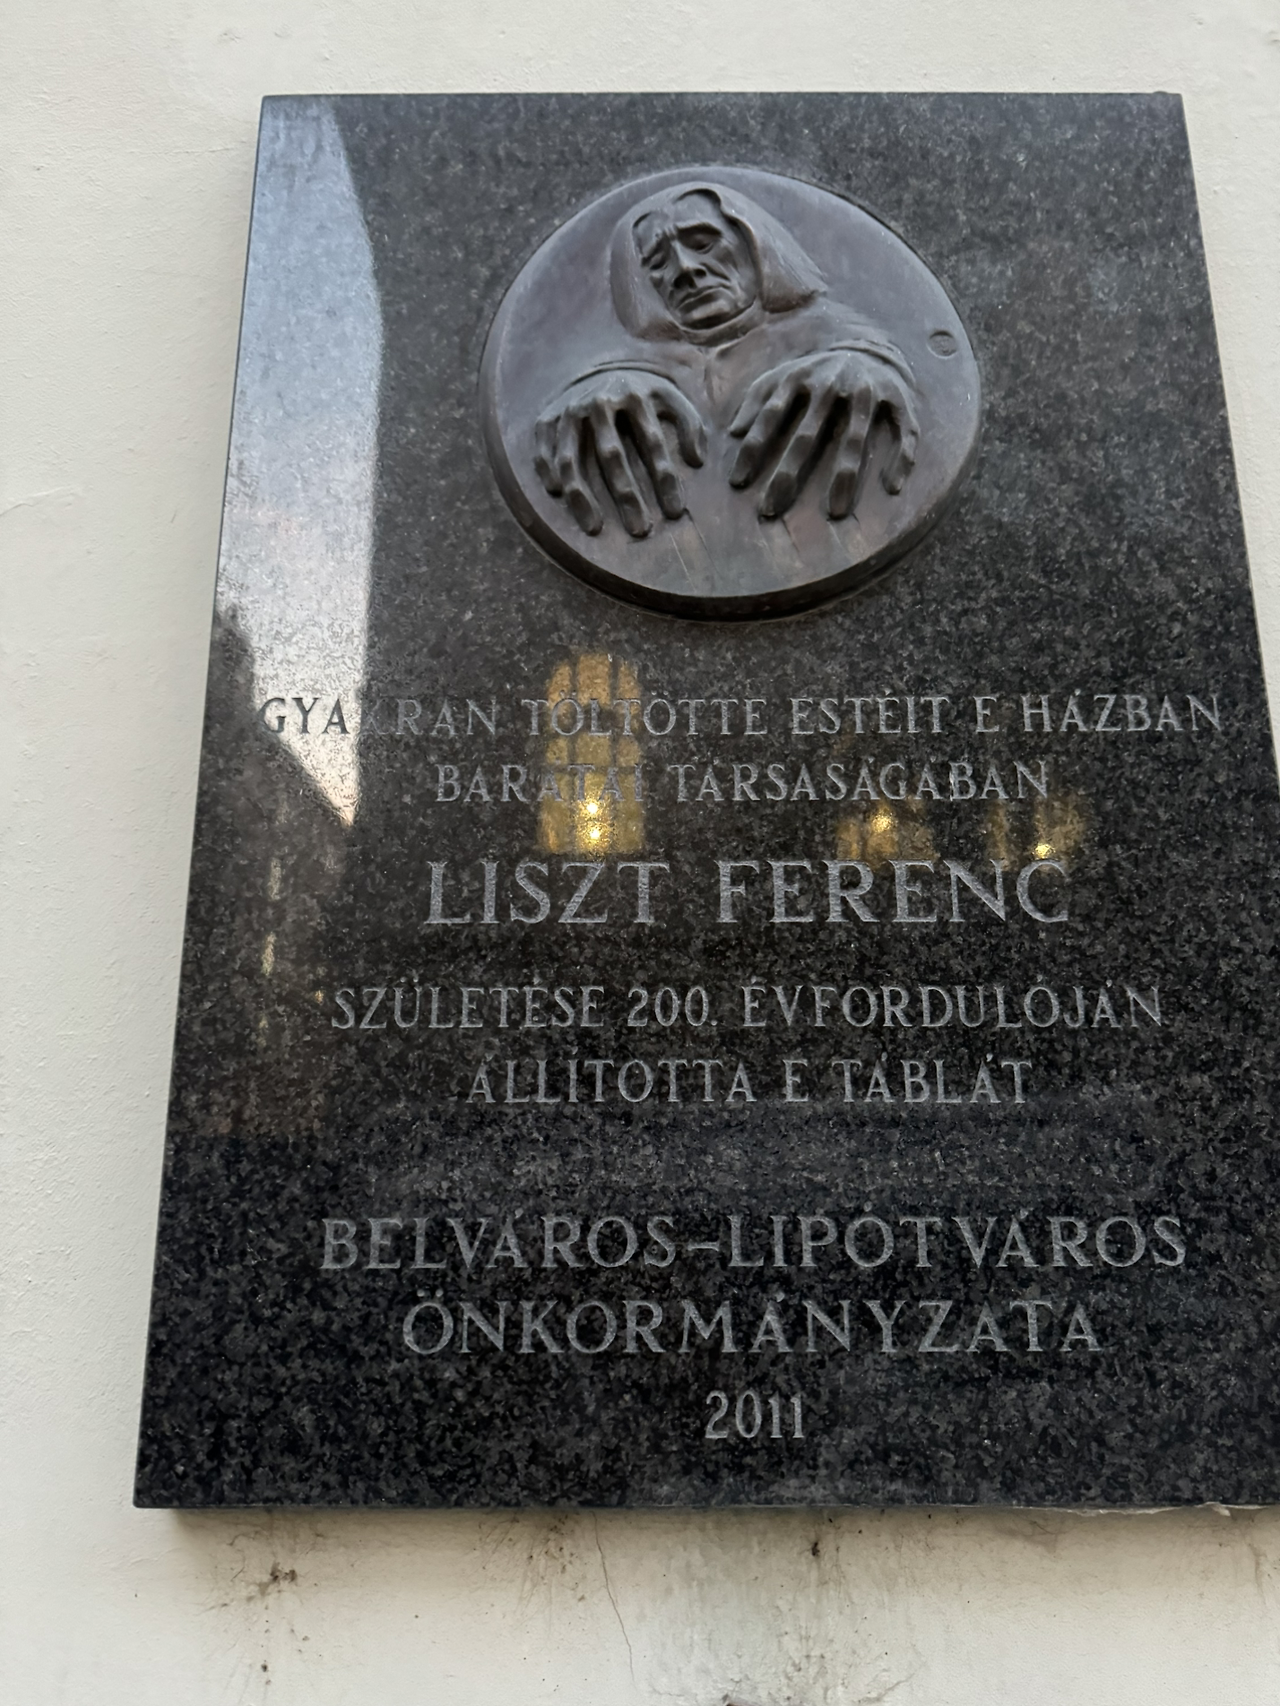 GYAKRAN TÖLTÖTTE ESTÉIT E HÁZBAN
BARÁTAI TÁRSASÁGÁBAN
LISZT FERENC
SZÜLETÉSE 200. ÉVFORDULÓJÁN
ÁLLÍTOTTA E TÁBLÁT
BELVÁROS-LIPÓTVÁROS
ÖNKORMÁNYZATA
2011